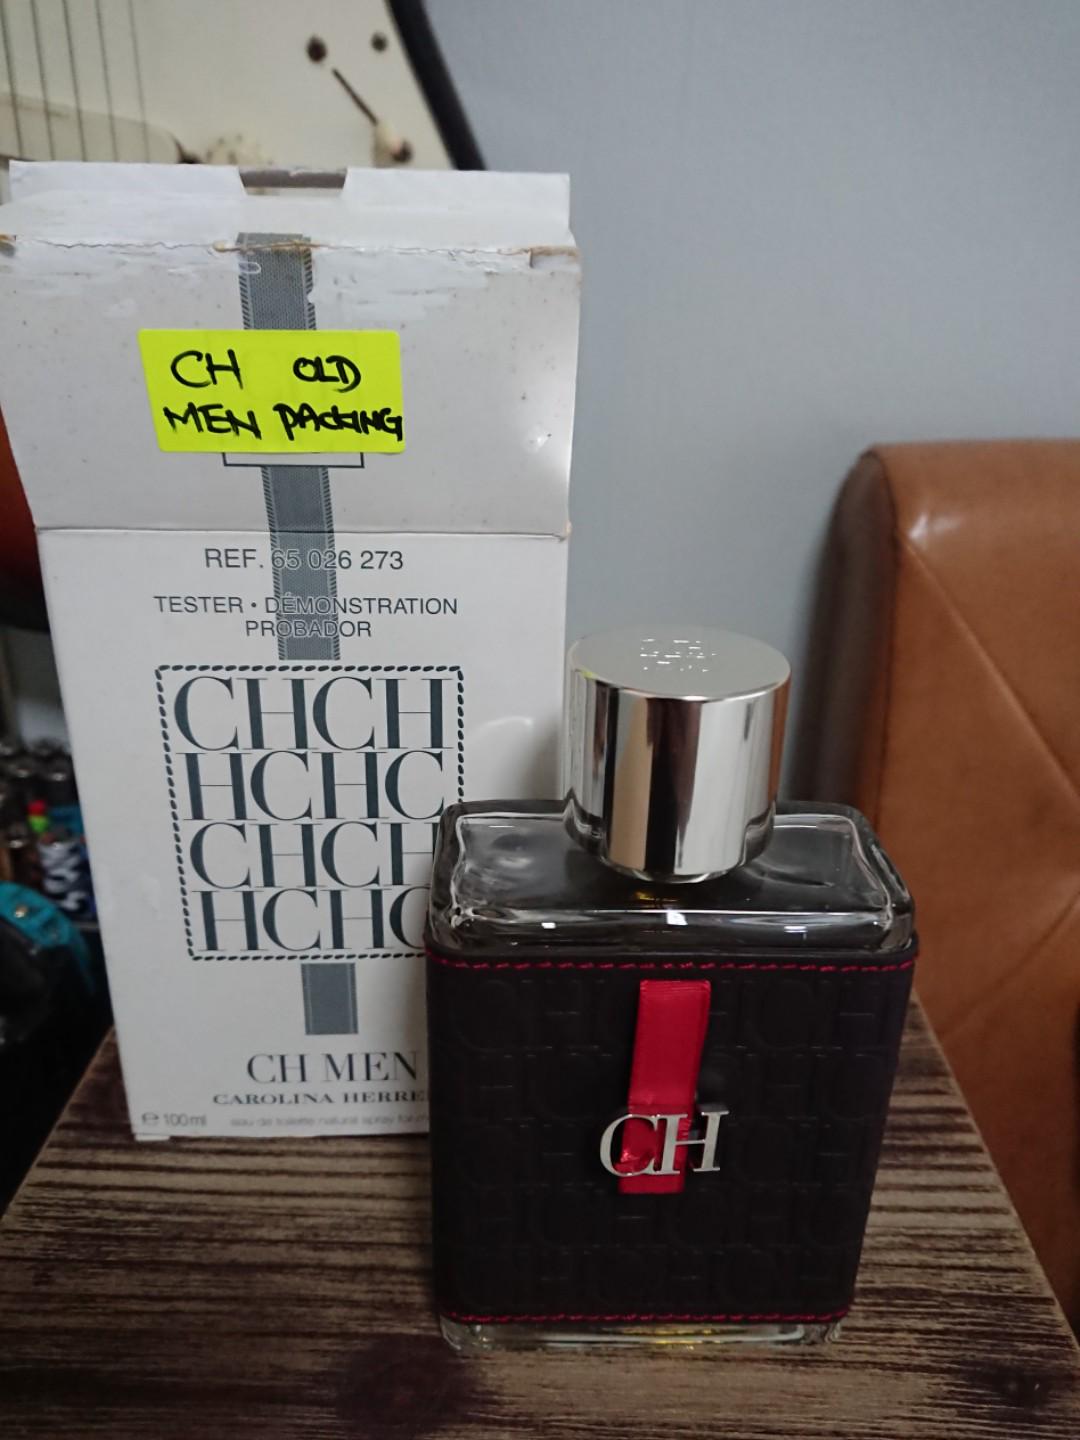 CH OLD
MEN PACKING
REF. 65 026 273
TESTER • DÉMONSTRATION
PROBADOR
CHCH
HCHC
CHCH
HCHC
CH MEN
CAROLINA HERRE
℮ 100ml eau de toilette natural spray for
CH